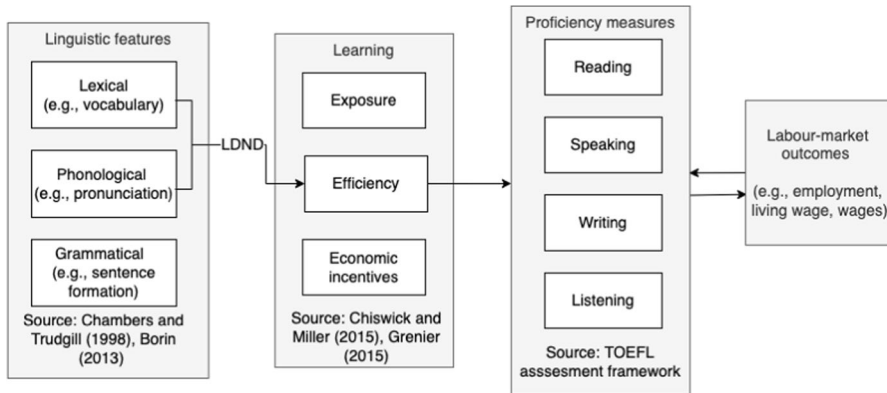 Linguistic features
Lexical
(e.g., vocabulary)
Phonological
(e.g., pronunciation)
Grammatical
(e.g., sentence
formation)
Source: Chambers and
Trudgill (1998), Borin
(2013)
LDND
Learning
Exposure
Efficiency
Economic
incentives
Source: Chiswick and
Miller (2015), Grenier
(2015)
Proficiency measures
Reading
Speaking
Writing
Listening
Source: TOEFL
asssesment framework
Labour-market
outcomes
(e.g., employment,
living wage, wages)